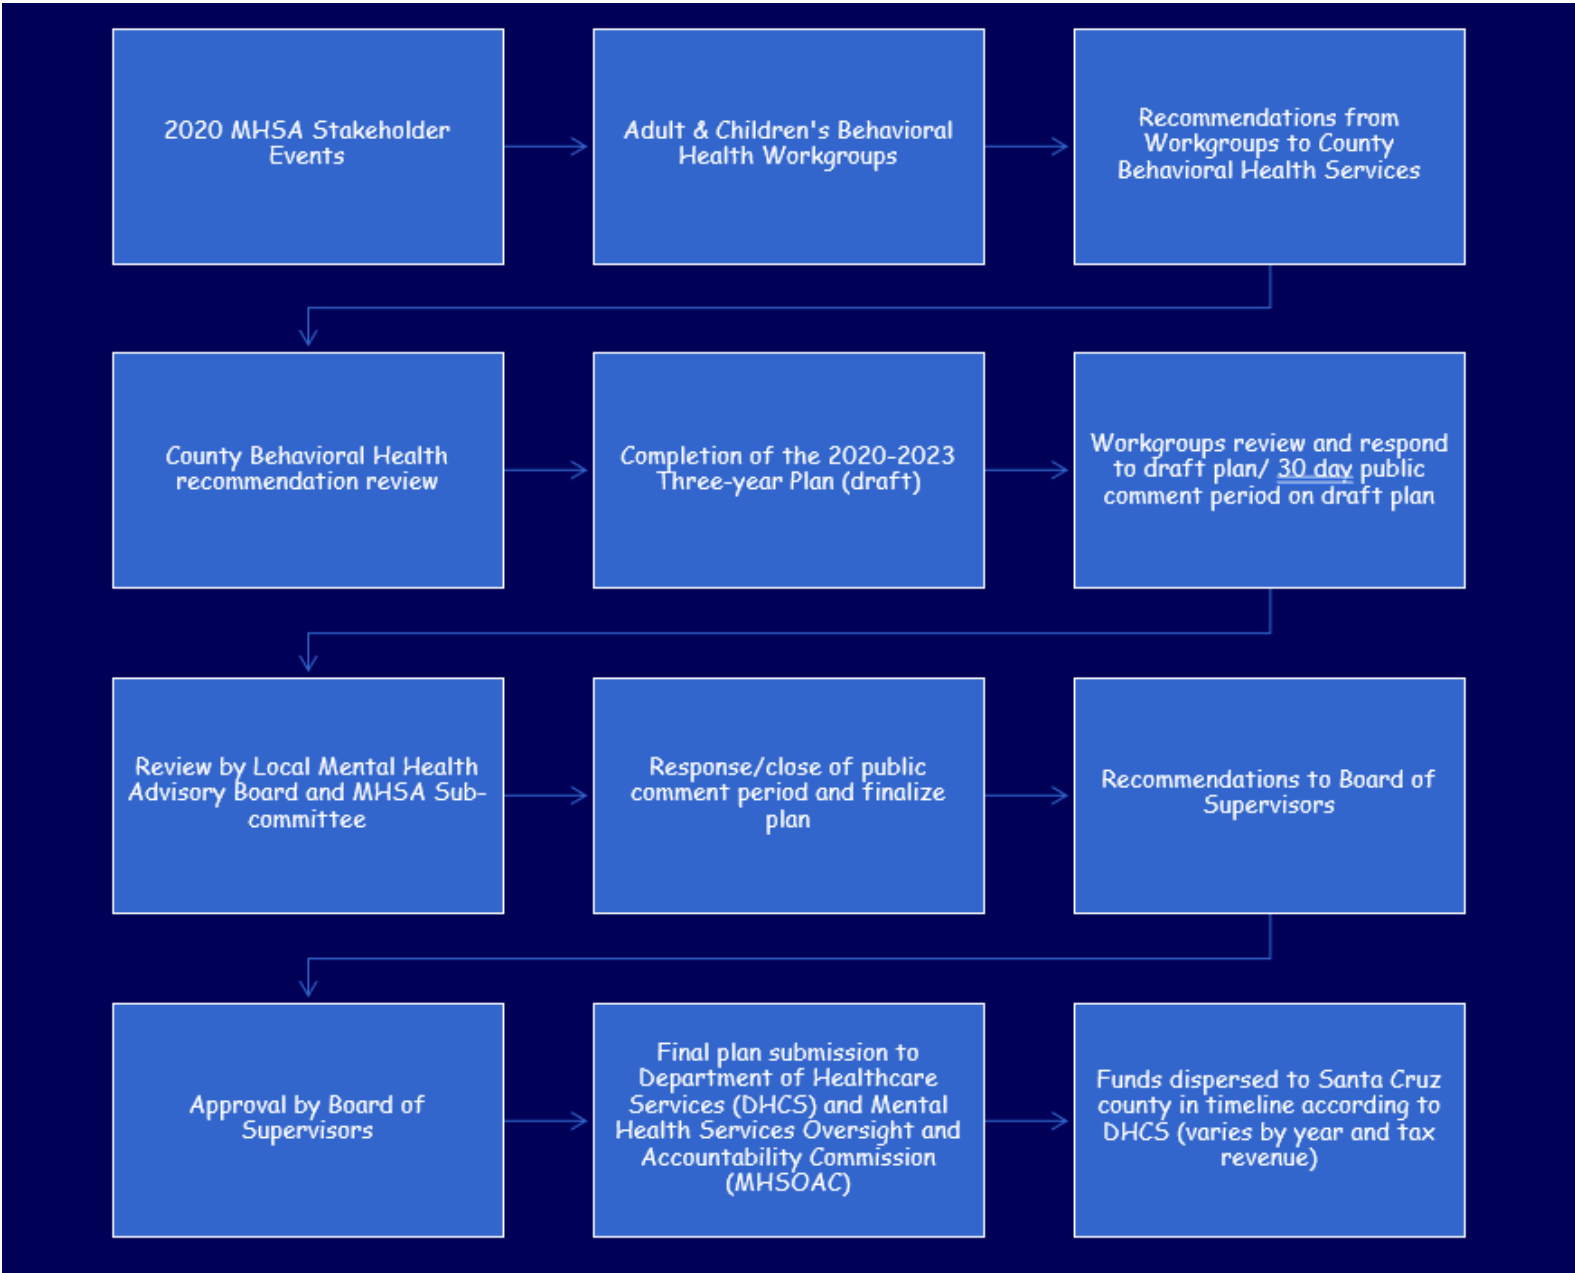 2020 MHSA Stakeholder
Events
Adult & Children's Behavioral
Health Workgroups
Recommendations from
Workgroups to County
Behavioral Health Services
County Behavioral Health
recommendation review
Completion of the 2020-2023
Three-year Plan (draft)
Workgroups review and respond
to draft plan/ 30 day public
comment period on draft plan
Review by Local Mental Health
Advisory Board and MHSA Sub-
committee
Response/close of public
comment period and finalize
plan
Recommendations to Board of
Supervisors
Approval by Board of
Supervisors
Final plan submission to
Department of Healthcare
Services (DHCS) and Mental
Health Services Oversight and
Accountability Commission
(MHSOAC)
Funds dispersed to Santa Cruz
county in timeline according to
DHCS (varies by year and tax
revenue)